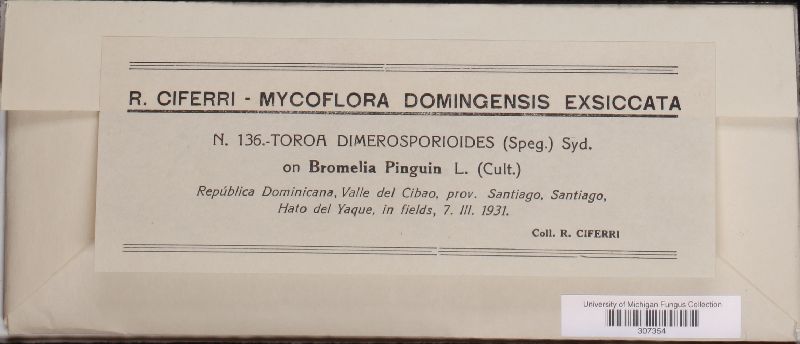 R. CIFERRI - MYCOFLORA DOMINGENSIS EXSICCATA
N. 136.-TOROA DIMEROSPORIOIDES (Speg.) Syd.
on Bromelia Pinguin L. (Cult.)
República Dominicana, Valle del Cibao, prov. Santiago, Santiago,
Hato del Yaque, in fields, 7. III. 1931.
Coll. R. CIFERRI
University of Michigan Fungus Collection
307354